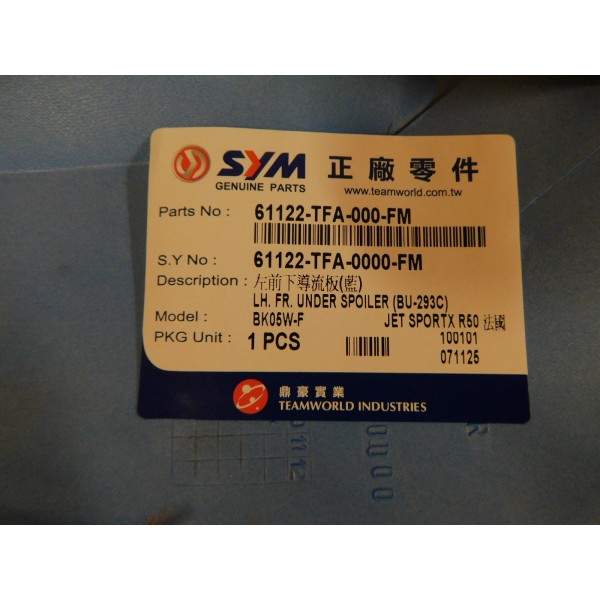 SYM 正廠零件
GENUINE PARTS www.teamworld.com.tw
Parts No : 61122-TFA-000-FM
S.Y No : 61122-TFA-0000-FM
Description : 左前下導流板(藍)
LH. FR. UNDER SPOILER (BU-293C)
Model : BK05W-F JET SPORTX R50 法國
PKG Unit : 1 PCS 100101
071125
鼎豪實業
TEAMWORLD INDUSTRIES